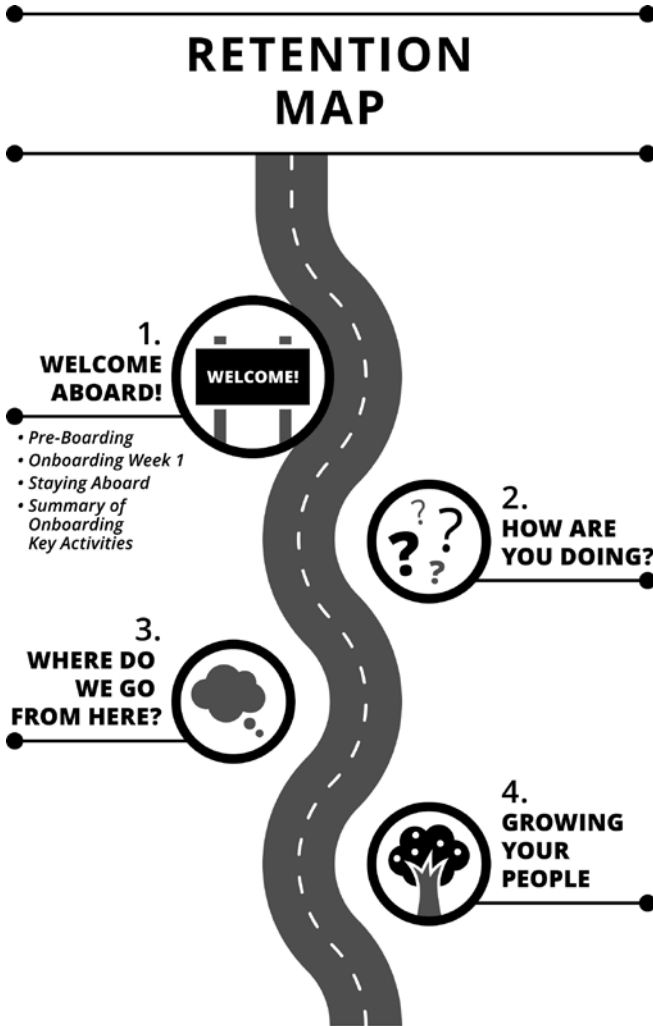 RETENTION
MAP
1.
WELCOME
ABOARD!
WELCOME!
• Pre-Boarding
• Onboarding Week 1
• Staying Aboard
• Summary of
Onboarding
Key Activities
2.
HOW ARE
YOU DOING?
? ? ? ?
3.
WHERE DO
WE GO
FROM HERE?
4.
GROWING
YOUR
PEOPLE